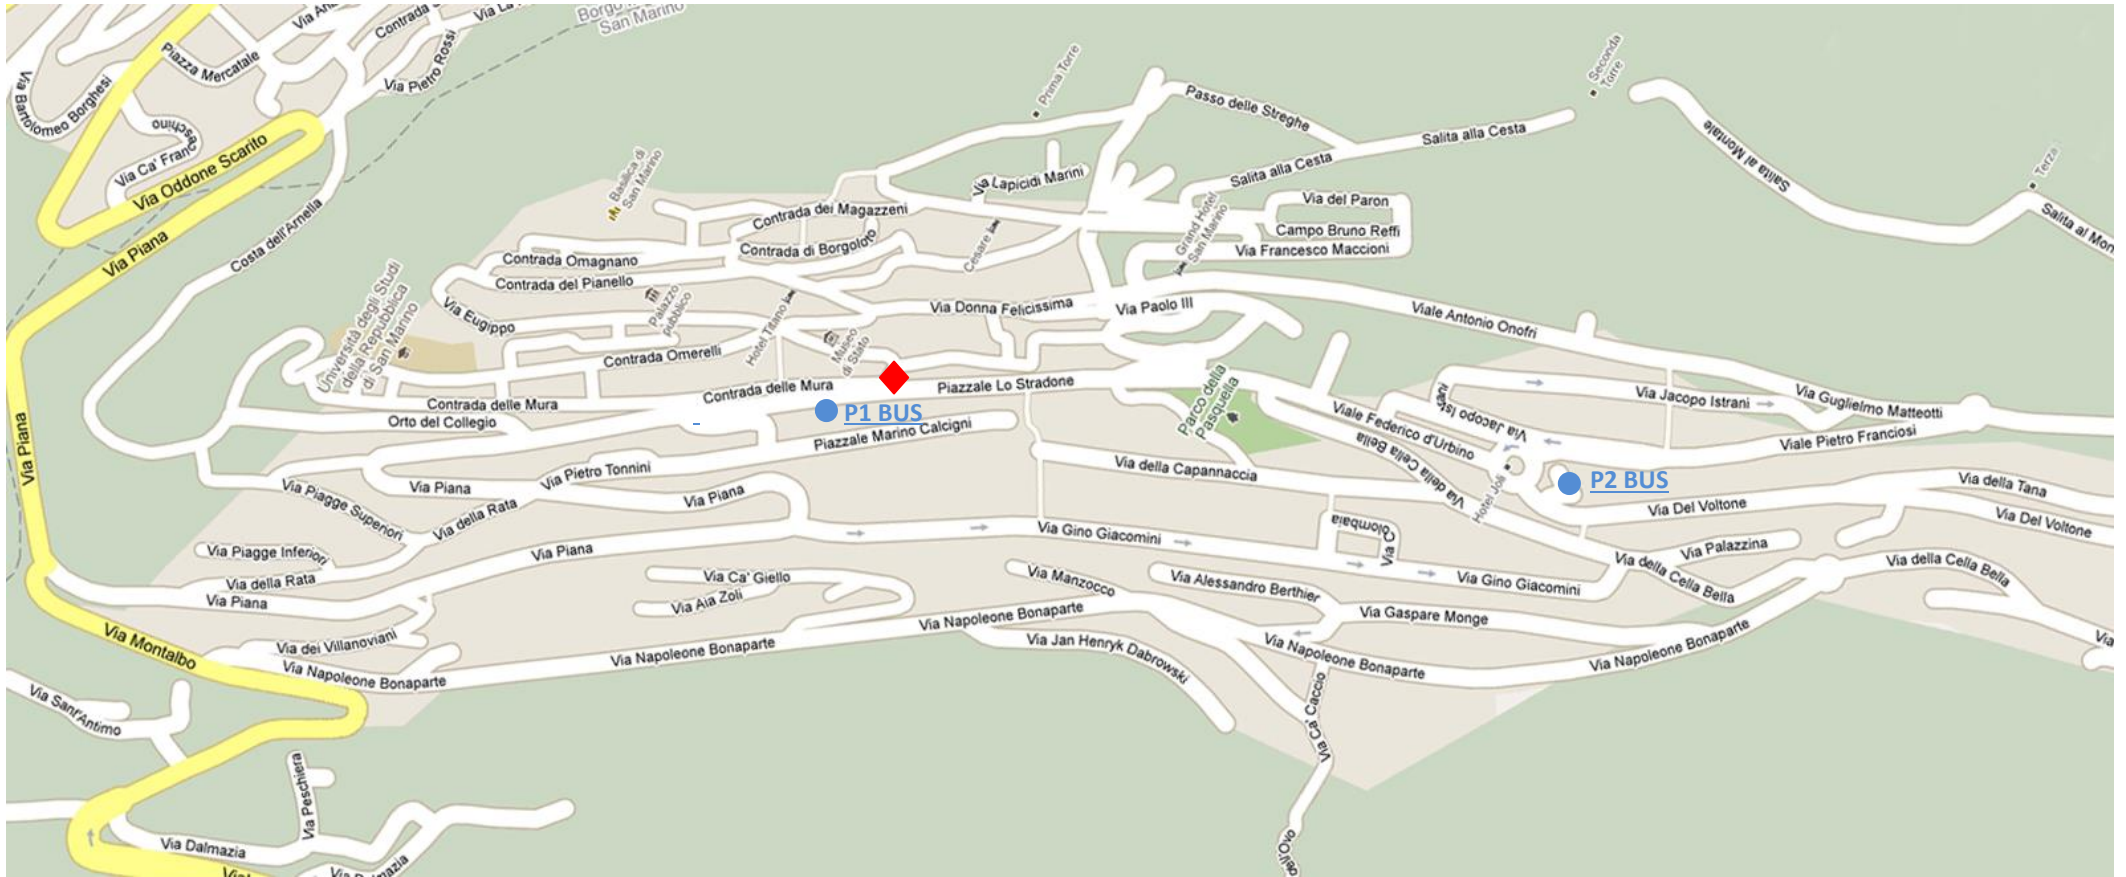 Borgo
San Marino
Via La
Contrada
Via Pietro Rossi
Piazza Mercatale
Via Bartolomeo Borghesi
Via Ca' Franceschino
Via Oddone Scarito
Via Piana
Costa dell'Arnella
Prima Torre
Seconda
Torre
Terza
Passo delle Streghe
Salita alla Cesta
Salita alla Cesta
Salita al Montale
Salita al Mon
Basilica di
San Marino
Via Lapicidi Marini
Contrada dei Magazzeni
Contrada di Borgoloto
Cesare
Grand Hotel
San Marino
Via del Paron
Campo Bruno Reffi
Via Francesco Maccioni
Contrada Omagnano
Contrada del Pianello
Via Eugippo
Palazzo
pubblico
Hotel Titano
Museo
di Stato
Via Donna Felicissima
Via Paolo III
Viale Antonio Onofri
Università degli Studi
della Repubblica
di San Marino
Contrada Omerelli
Contrada delle Mura
Contrada delle Mura
Piazzale Lo Stradone
Orto del Collegio
P1 BUS
Piazzale Marino Calcigni
Parco della
Pasquella
Via Jacopo Istrani
Via Jacopo Istrani
Via Guglielmo Matteotti
Viale Federico d'Urbino
Viale Pietro Franciosi
Via della Cella Bella
Via della Cella Bella
Hotel Joli
P2 BUS
Via Piana
Via Piagge Superiori
Via Piana
Via Pietro Tonnini
Via della Rata
Via Piana
Via della Capannaccia
Via Del Voltone
Via della Tana
Via Del Voltone
Via Piagge Inferiori
Via della Rata
Via Piana
Via Piana
Via Gino Giacomini
Via Colombaia
Via Gino Giacomini
Via Palazzina
Via della Cella Bella
Via della Cella Bella
Via Ca' Giello
Via Aia Zoli
Via Manzocco
Via Alessandro Berthier
Via Gaspare Monge
Via Montalbo
Via dei Villanoviani
Via Napoleone Bonaparte
Via Napoleone Bonaparte
Via Napoleone Bonaparte
Via Jan Henryk Dabrowski
Via Napoleone Bonaparte
Via Napoleone Bonaparte
Via Ca' Caccio
Via Sant'Antimo
Via Peschiera
Via Dalmazia
Via Dalmazia
dell'Ovo